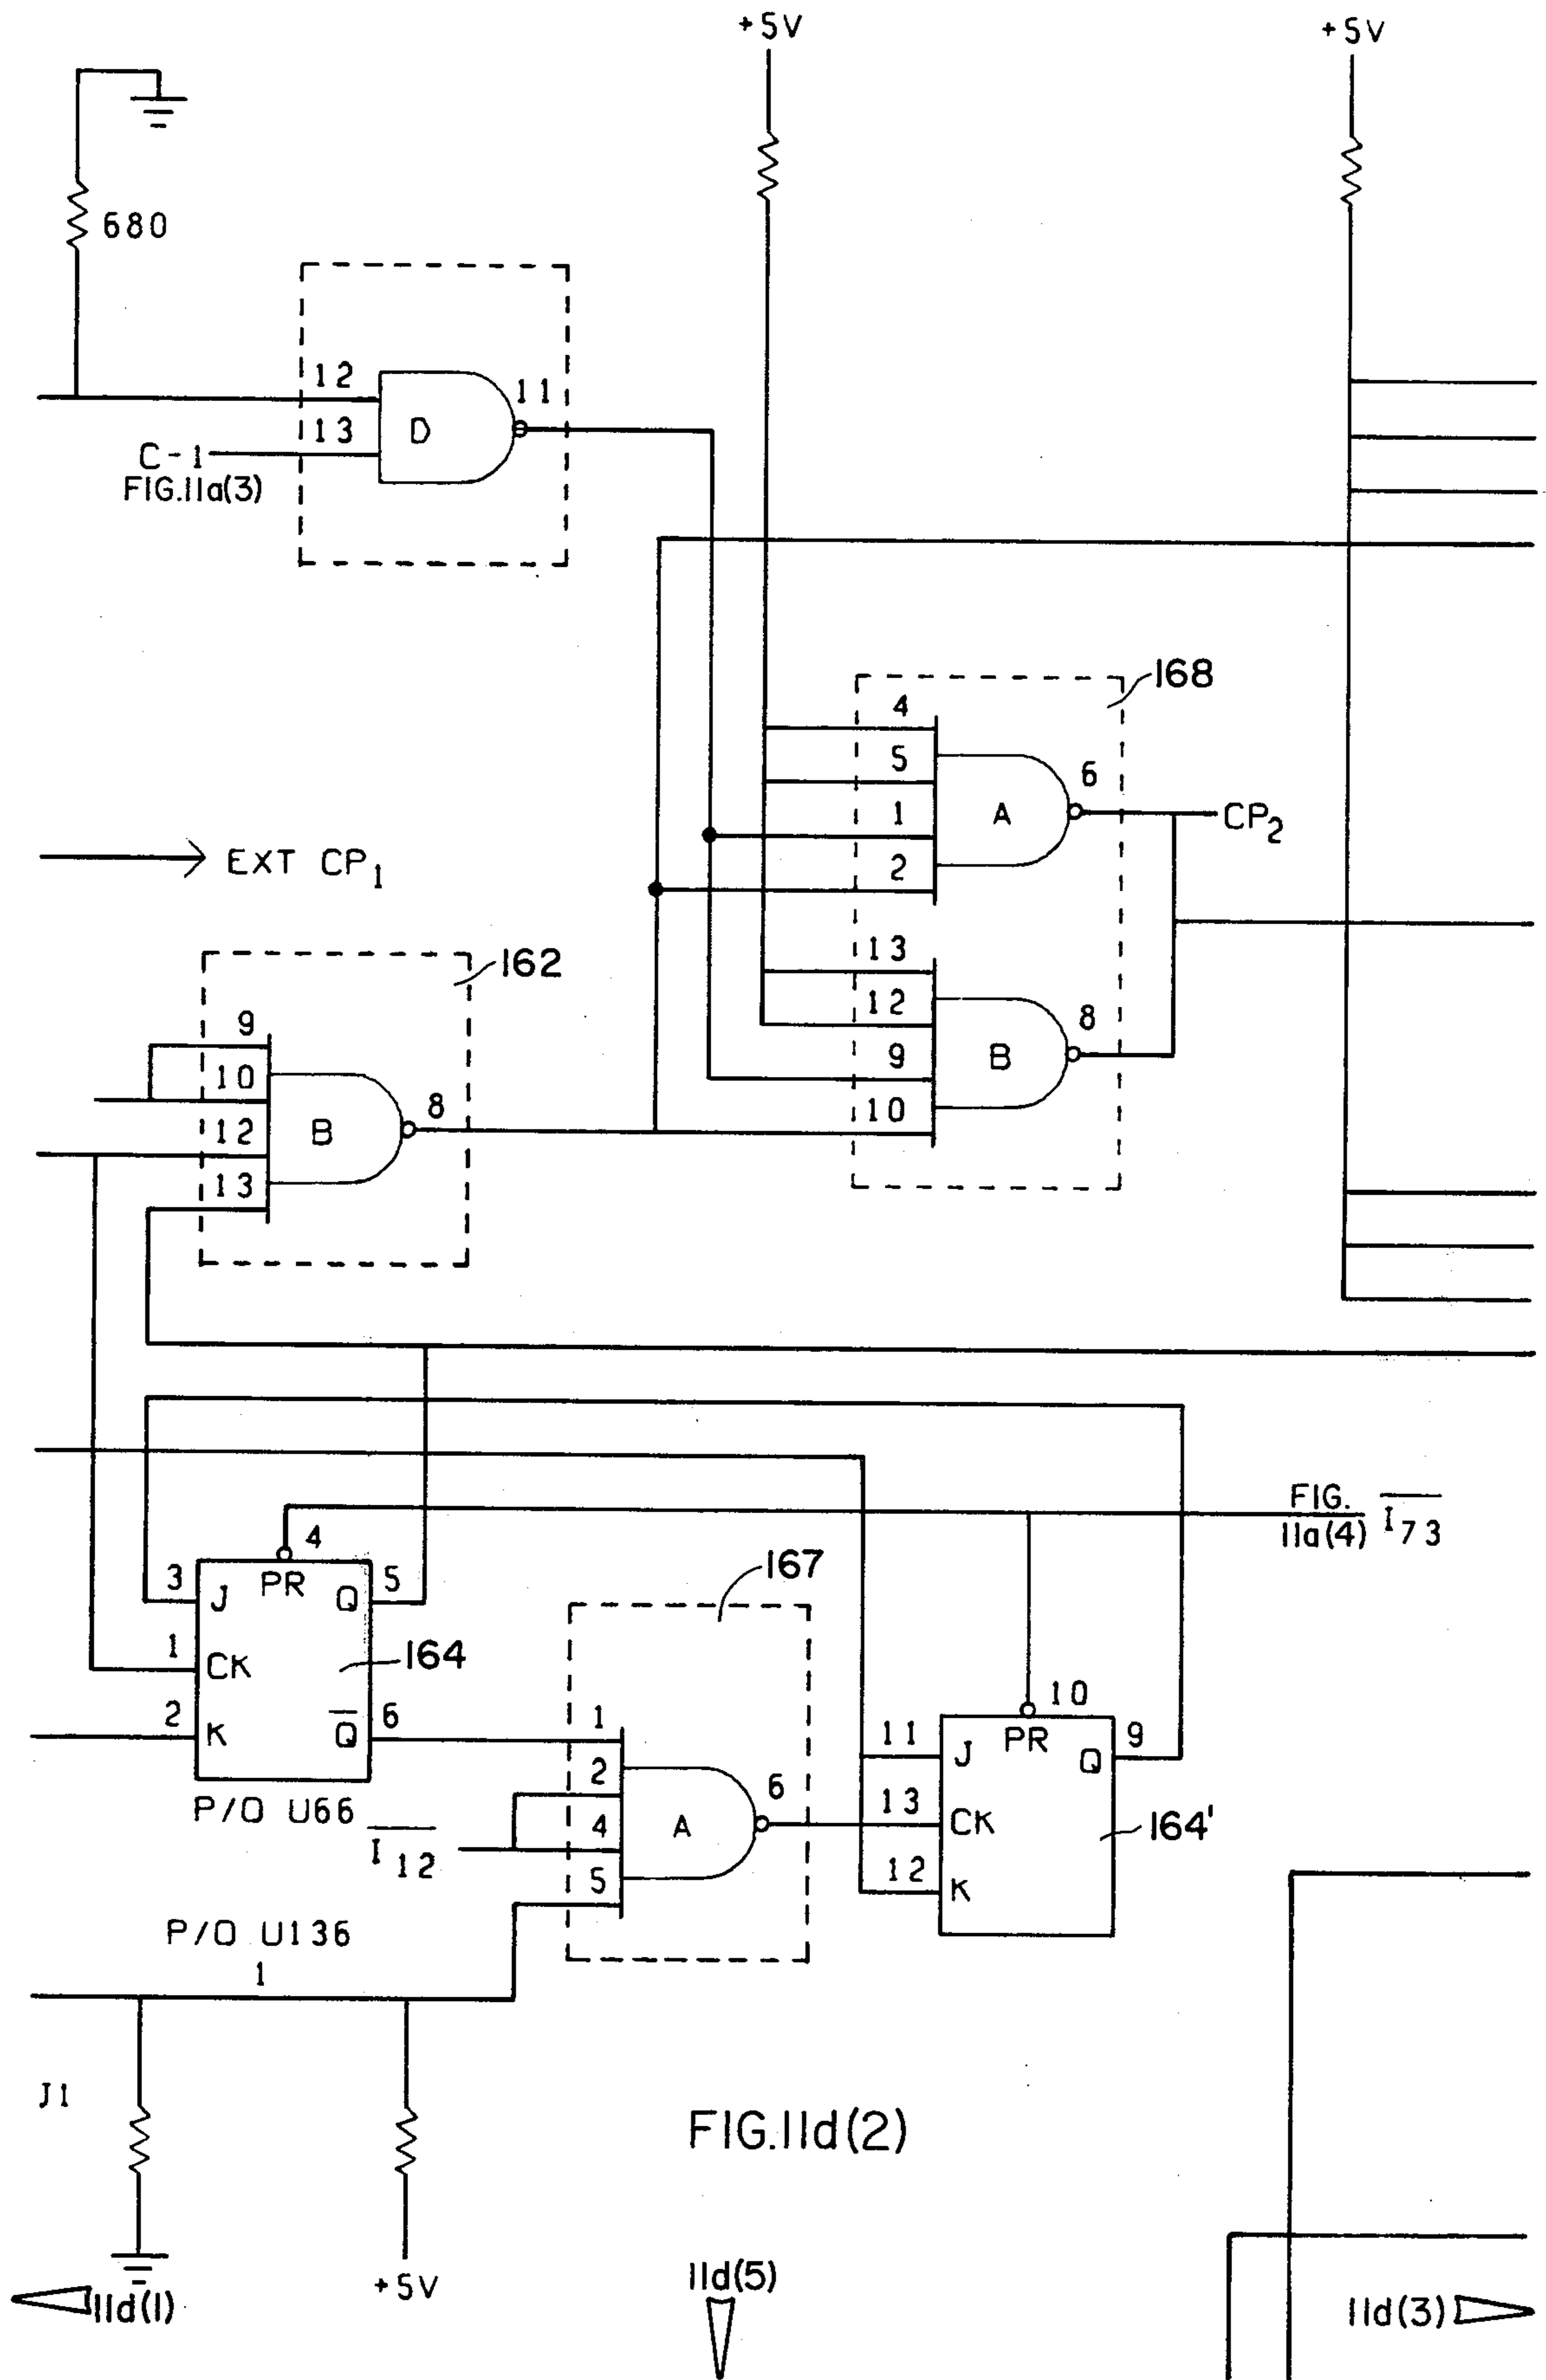 +5V
+5V
680
12
11
13
D
C-1
FIG.11a(3)
168
4
5
6
1
A
CP2
2
EXT CP1
162
13
12
8
9
B
10
9
10
8
12
B
13
FIG.
11a(4)
I73
4
167
3
J
PR
Q
5
1
CK
164
2
K
Q
6
1
10
11
J
PR
Q
9
2
6
13
CK
164'
4
A
12
K
5
P/O U66
I12
P/O U136
1
J1
FIG.11d(2)
+5V
11d(1)
11d(5)
11d(3)